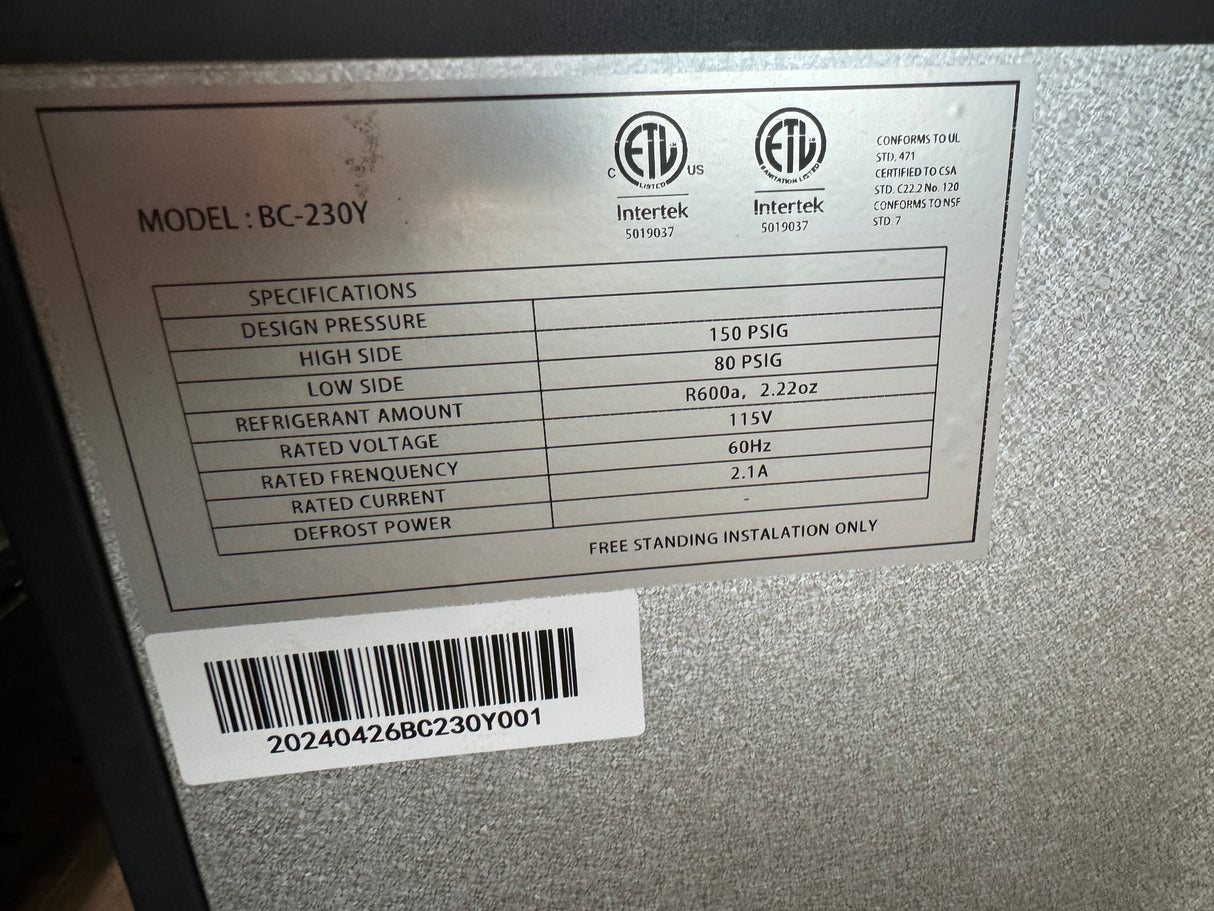 MODEL : BC-230Y
ETL
LISTED
C US
Intertek
5019037
ETL
SANITATION LISTED
Intertek
5019037
CONFORMS TO UL
STD. 471
CERTIFIED TO CSA
STD. C22.2 No. 120
CONFORMS TO NSF
STD. 7
SPECIFICATIONS
DESIGN PRESSURE
HIGH SIDE 150 PSIG
LOW SIDE 80 PSIG
REFRIGERANT AMOUNT R600a, 2.22oz
RATED VOLTAGE 115V
RATED FRENQUENCY 60Hz
RATED CURRENT 2.1A
DEFROST POWER -
FREE STANDING INSTALATION ONLY
20240426BC230Y001